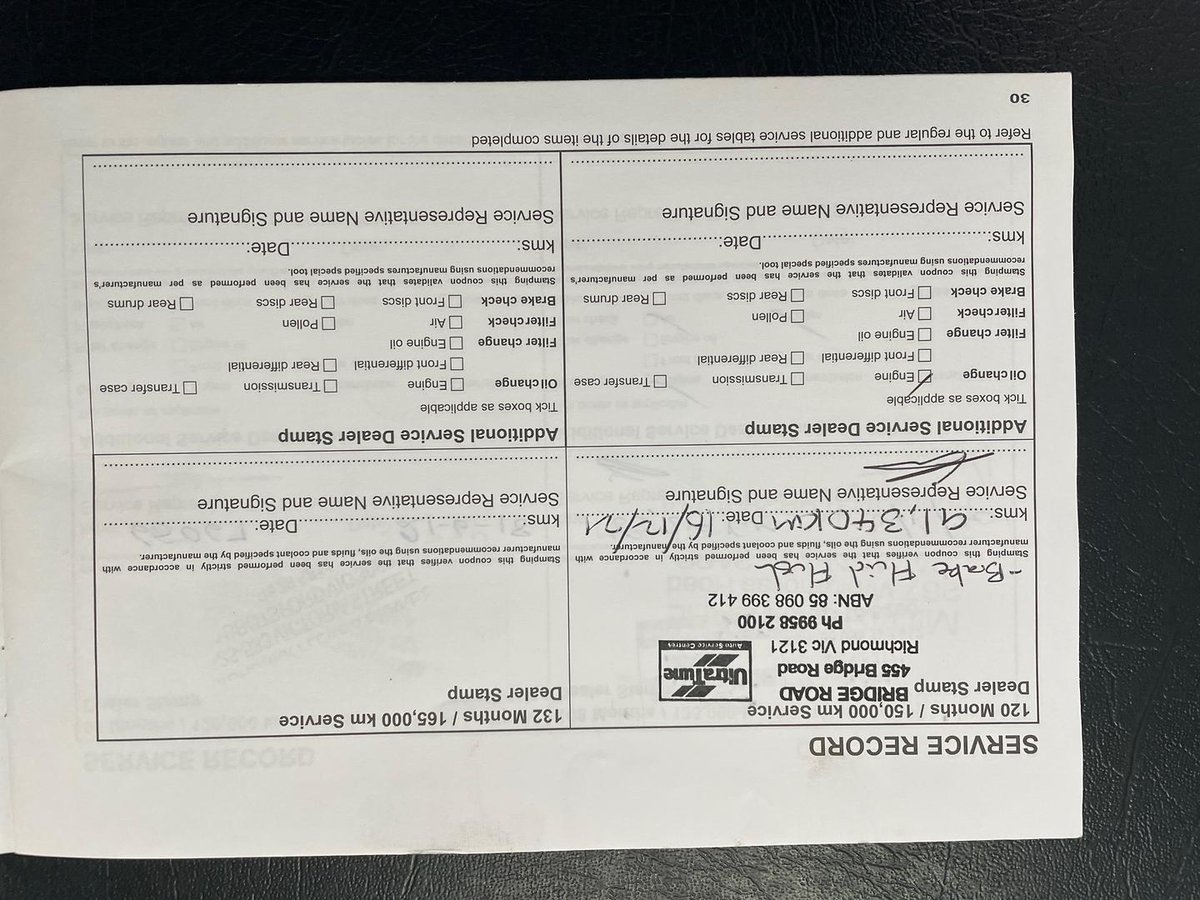 SERVICE RECORD
120 Months / 150,000 km Service
Dealer Stamp
BRIDGE ROAD
455 Bridge Road
Richmond Vic 3121
Ph 9958 2100
ABN: 85 098 399 412
UltraTune
Auto Service Centres
- Brake Fluid Flush
Stamping this coupon verifies that the service has been performed strictly in accordance with
manufacturer recommendations using the oils, fluids and coolant specified by the manufacturer.
kms: 91,340km Date: 16/12/21
Service Representative Name and Signature
Additional Service Dealer Stamp
Tick boxes as applicable
Oil change Engine Transmission Transfer case
Front differential Rear differential
Filter change Engine oil
Filter check Air Pollen
Brake check Front discs Rear discs Rear drums
Stamping this coupon validates that the service has been performed as per manufacturer's
recommendations using manufactures specified special tool.
kms: Date:
Service Representative Name and Signature
132 Months / 165,000 km Service
Dealer Stamp
Stamping this coupon verifies that the service has been performed strictly in accordance with
manufacturer recommendations using the oils, fluids and coolant specified by the manufacturer.
kms: Date:
Service Representative Name and Signature
Additional Service Dealer Stamp
Tick boxes as applicable
Oil change Engine Transmission Transfer case
Front differential Rear differential
Filter change Engine oil
Filter check Air Pollen
Brake check Front discs Rear discs Rear drums
Stamping this coupon validates that the service has been performed as per manufacturer's
recommendations using manufactures specified special tool.
kms: Date:
Service Representative Name and Signature
Refer to the regular and additional service tables for the details of the items completed
30